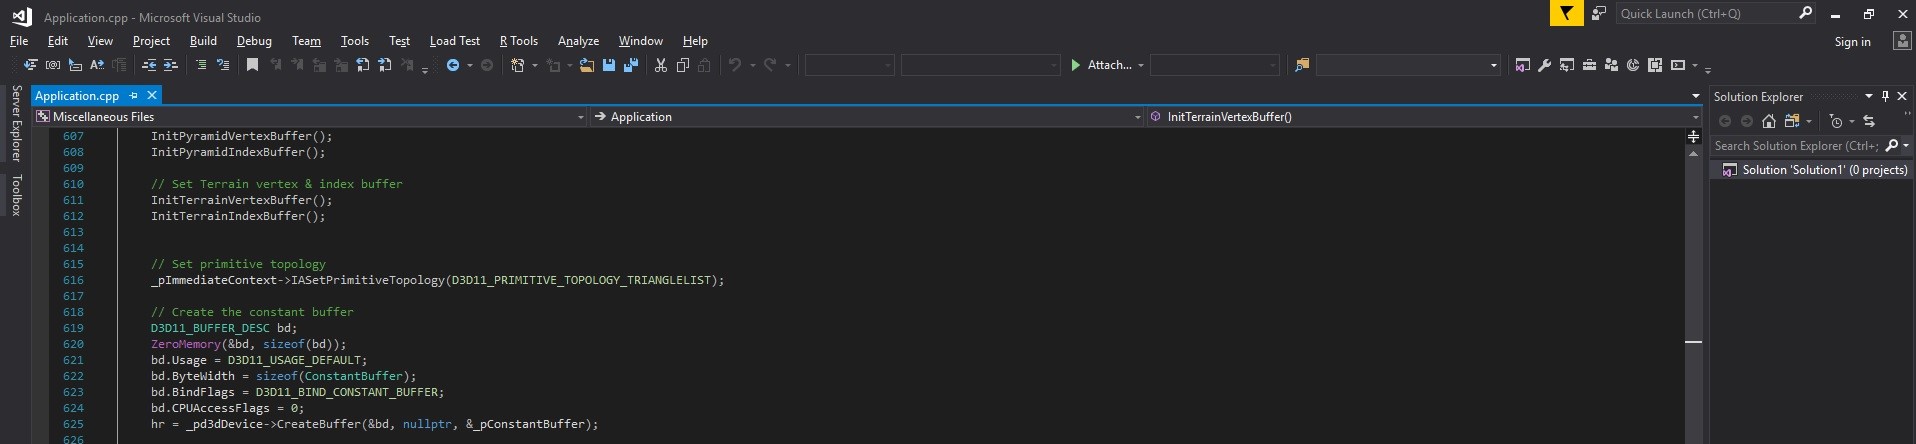 Application.cpp - Microsoft Visual Studio
Quick Launch (Ctrl+Q)
File Edit View Project Build Debug Team Tools Test Load Test R Tools Analyze Window Help
Sign in
Attach...
Server Explorer
Toolbox
Application.cpp
Solution Explorer
Miscellaneous Files
Application
InitTerrainVertexBuffer()
Search Solution Explorer (Ctrl+;
Solution 'Solution1' (0 projects)
607 InitPyramidVertexBuffer();
608 InitPyramidIndexBuffer();
609
610 // Set Terrain vertex & index buffer
611 InitTerrainVertexBuffer();
612 InitTerrainIndexBuffer();
613
614
615 // Set primitive topology
616 _pImmediateContext->IASetPrimitiveTopology(D3D11_PRIMITIVE_TOPOLOGY_TRIANGLELIST);
617
618 // Create the constant buffer
619 D3D11_BUFFER_DESC bd;
620 ZeroMemory(&bd, sizeof(bd));
621 bd.Usage = D3D11_USAGE_DEFAULT;
622 bd.ByteWidth = sizeof(ConstantBuffer);
623 bd.BindFlags = D3D11_BIND_CONSTANT_BUFFER;
624 bd.CPUAccessFlags = 0;
625 hr = _pd3dDevice->CreateBuffer(&bd, nullptr, &_pConstantBuffer);
626